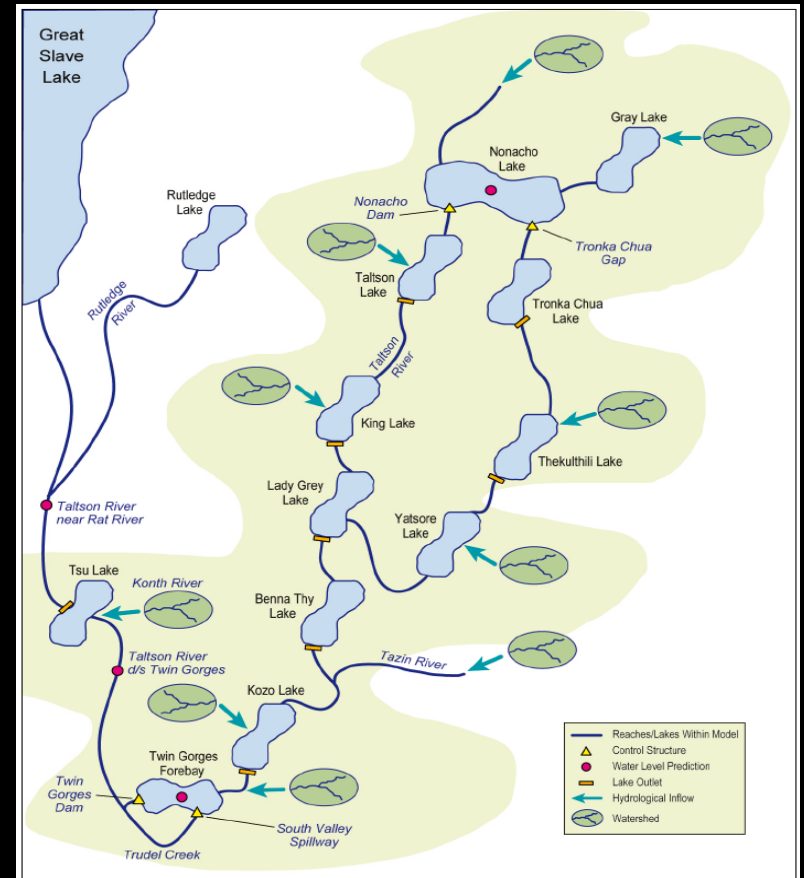 Great
Slave
Lake
Gray Lake
Nonacho
Lake
Rutledge
Lake
Nonacho
Dam
Tronka Chua
Gap
Taltson
Lake
Rutledge
River
Tronka Chua
Lake
Taltson
River
King Lake
Thekulthili Lake
Lady Grey
Lake
Taltson River
near Rat River
Yatsore
Lake
Tsu Lake
Konth River
Benna Thy
Lake
Taltson River
d/s Twin Gorges
Tazin River
Kozo Lake
Twin Gorges
Forebay
Twin
Gorges
Dam
South Valley
Spillway
Trudel Creek
Reaches/Lakes Within Model
Control Structure
Water Level Prediction
Lake Outlet
Hydrological Inflow
Watershed